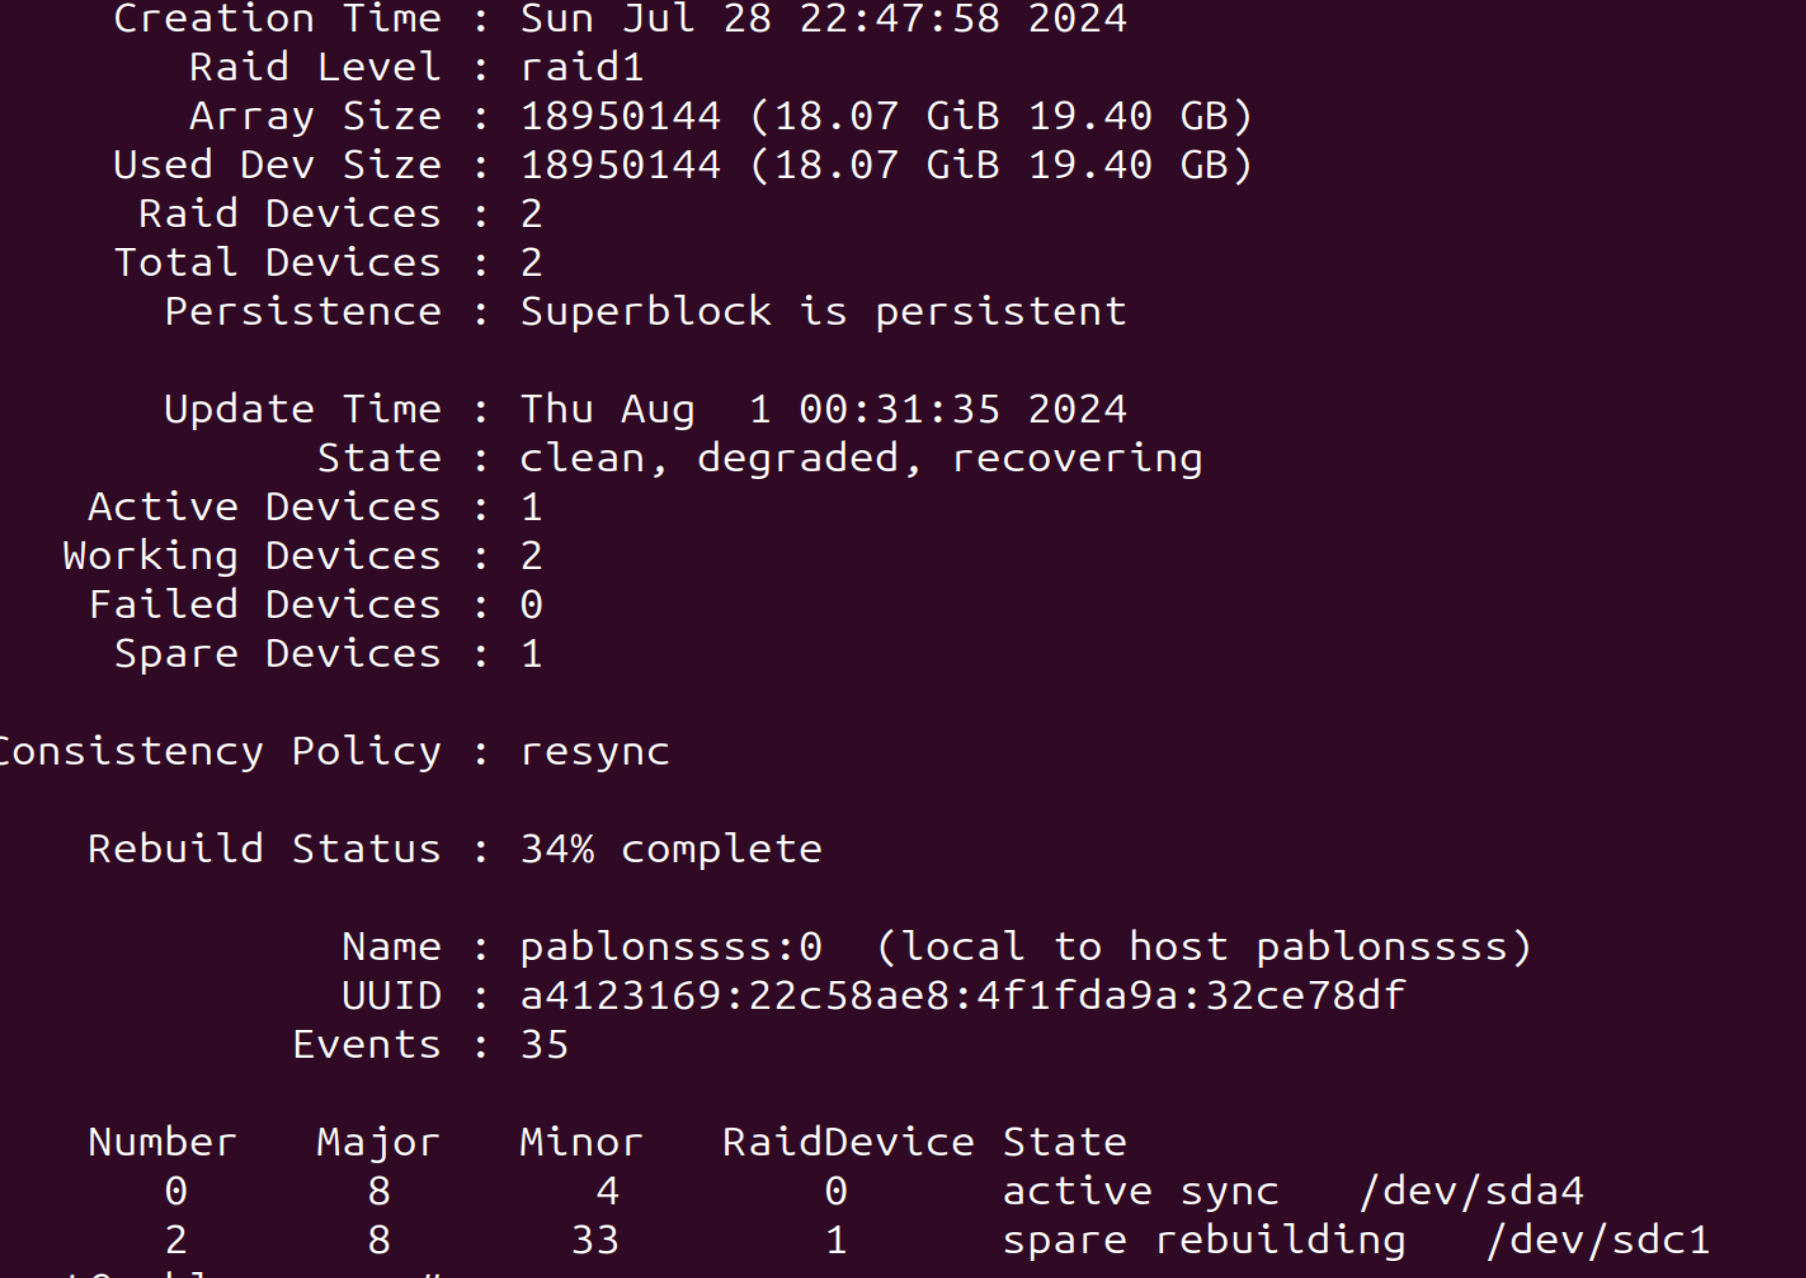 Creation Time : Sun Jul 28 22:47:58 2024
Raid Level : raid1
Array Size : 18950144 (18.07 GiB 19.40 GB)
Used Dev Size : 18950144 (18.07 GiB 19.40 GB)
Raid Devices : 2
Total Devices : 2
Persistence : Superblock is persistent
Update Time : Thu Aug  1 00:31:35 2024
State : clean, degraded, recovering
Active Devices : 1
Working Devices : 2
Failed Devices : 0
Spare Devices : 1
Consistency Policy : resync
Rebuild Status : 34% complete
Name : pablonssss:0  (local to host pablonssss)
UUID : a4123169:22c58ae8:4f1fda9a:32ce78df
Events : 35
Number   Major   Minor   RaidDevice State
0       8        4        0      active sync   /dev/sda4
2       8       33        1      spare rebuilding   /dev/sdc1